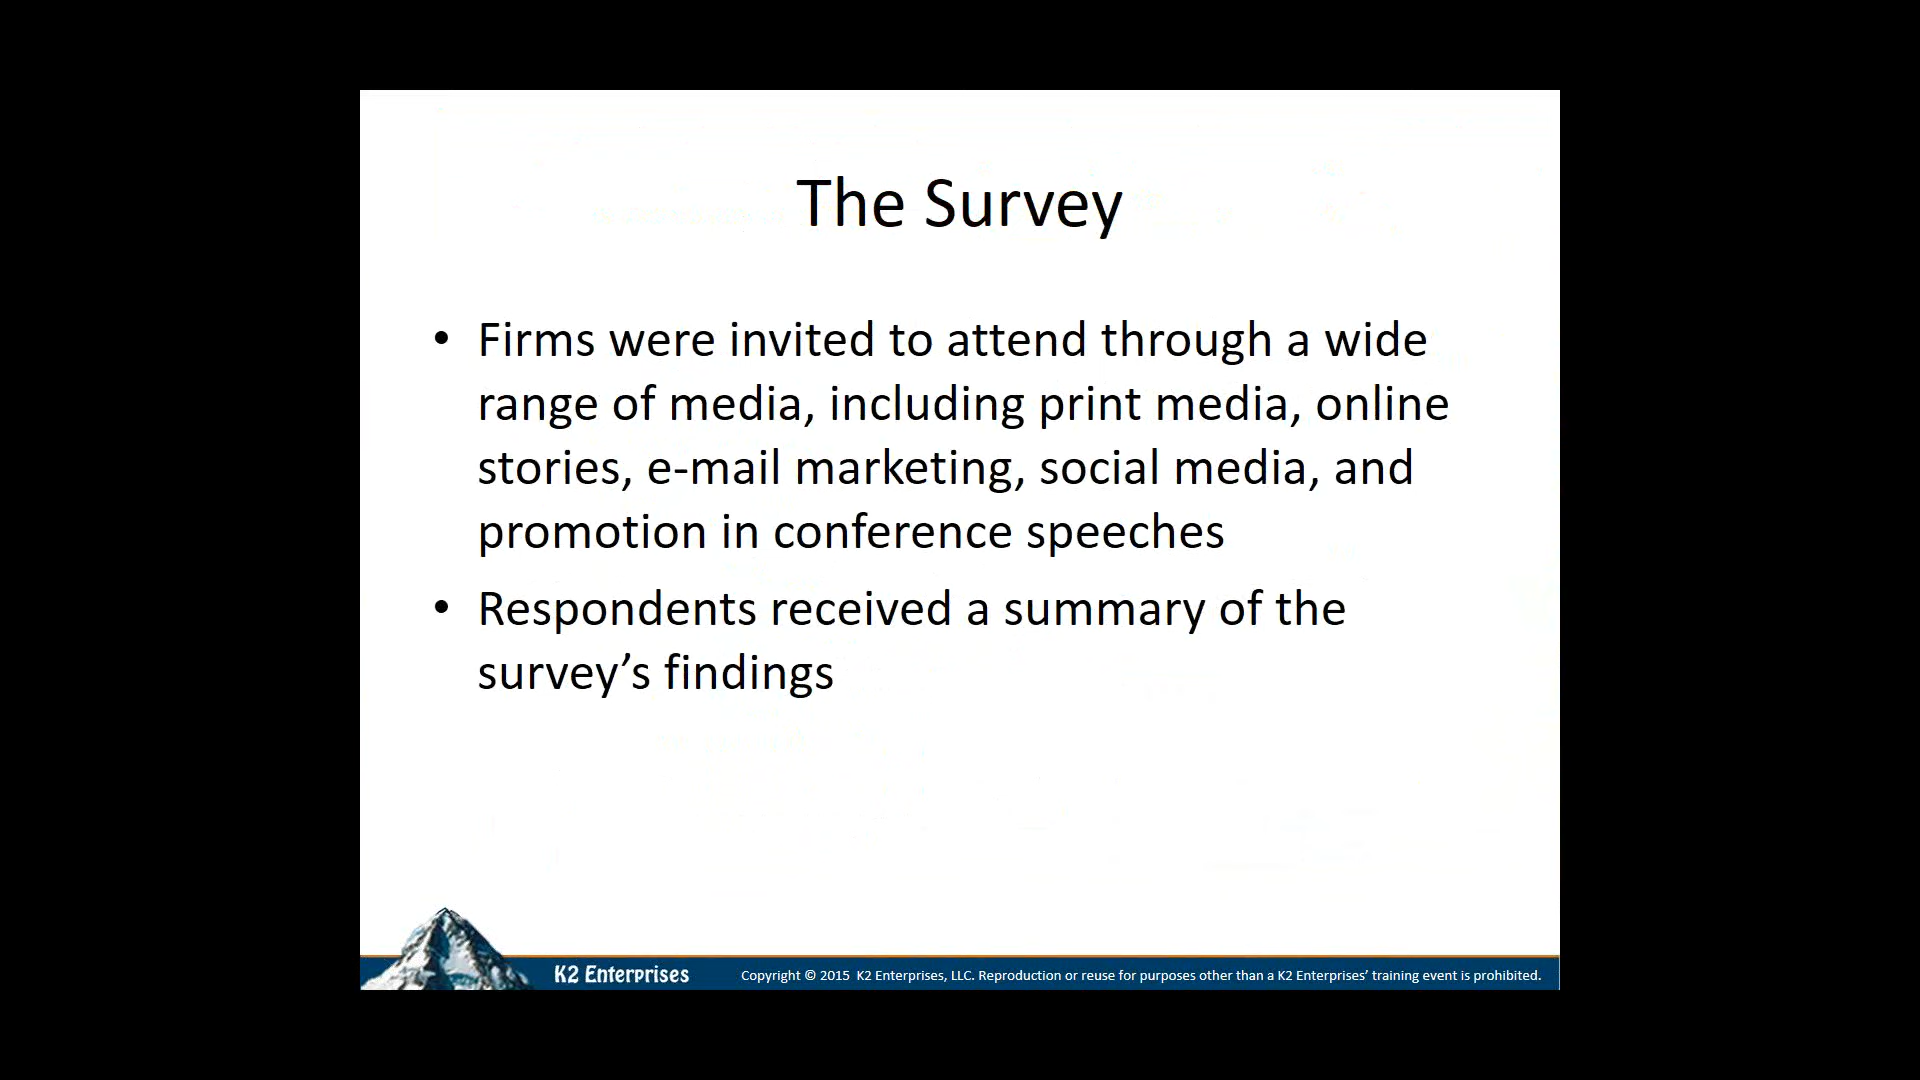 The Survey
• Firms were invited to attend through a wide
range of media, including print media, online
stories, e-mail marketing, social media, and
promotion in conference speeches
• Respondents received a summary of the
survey’s findings
K2 Enterprises
Copyright © 2015 K2 Enterprises, LLC. Reproduction or reuse for purposes other than a K2 Enterprises’ training event is prohibited.